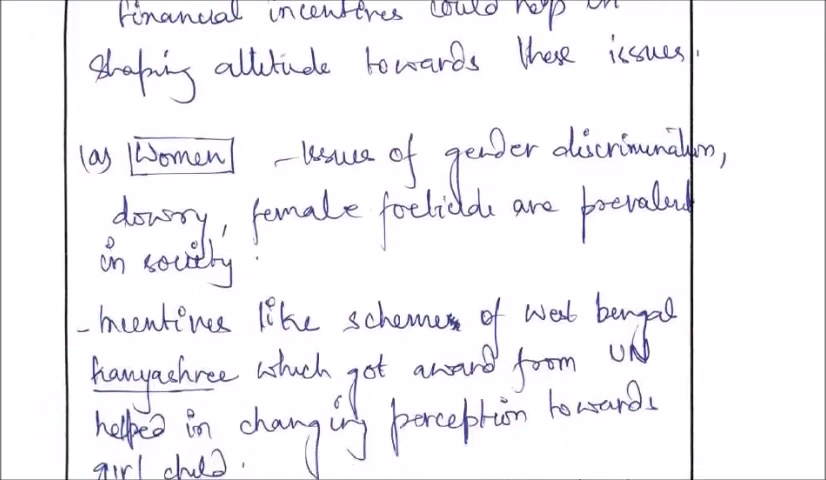 financial incentives could help in
shaping attitude towards these issues.
(a) Women - Issue of gender discrimination,
dowry, female foeticide are prevalent
in society.
- Incentives like schemes of west bengal
kanyashree which got award from UN
helped in changing perception towards
girl child.